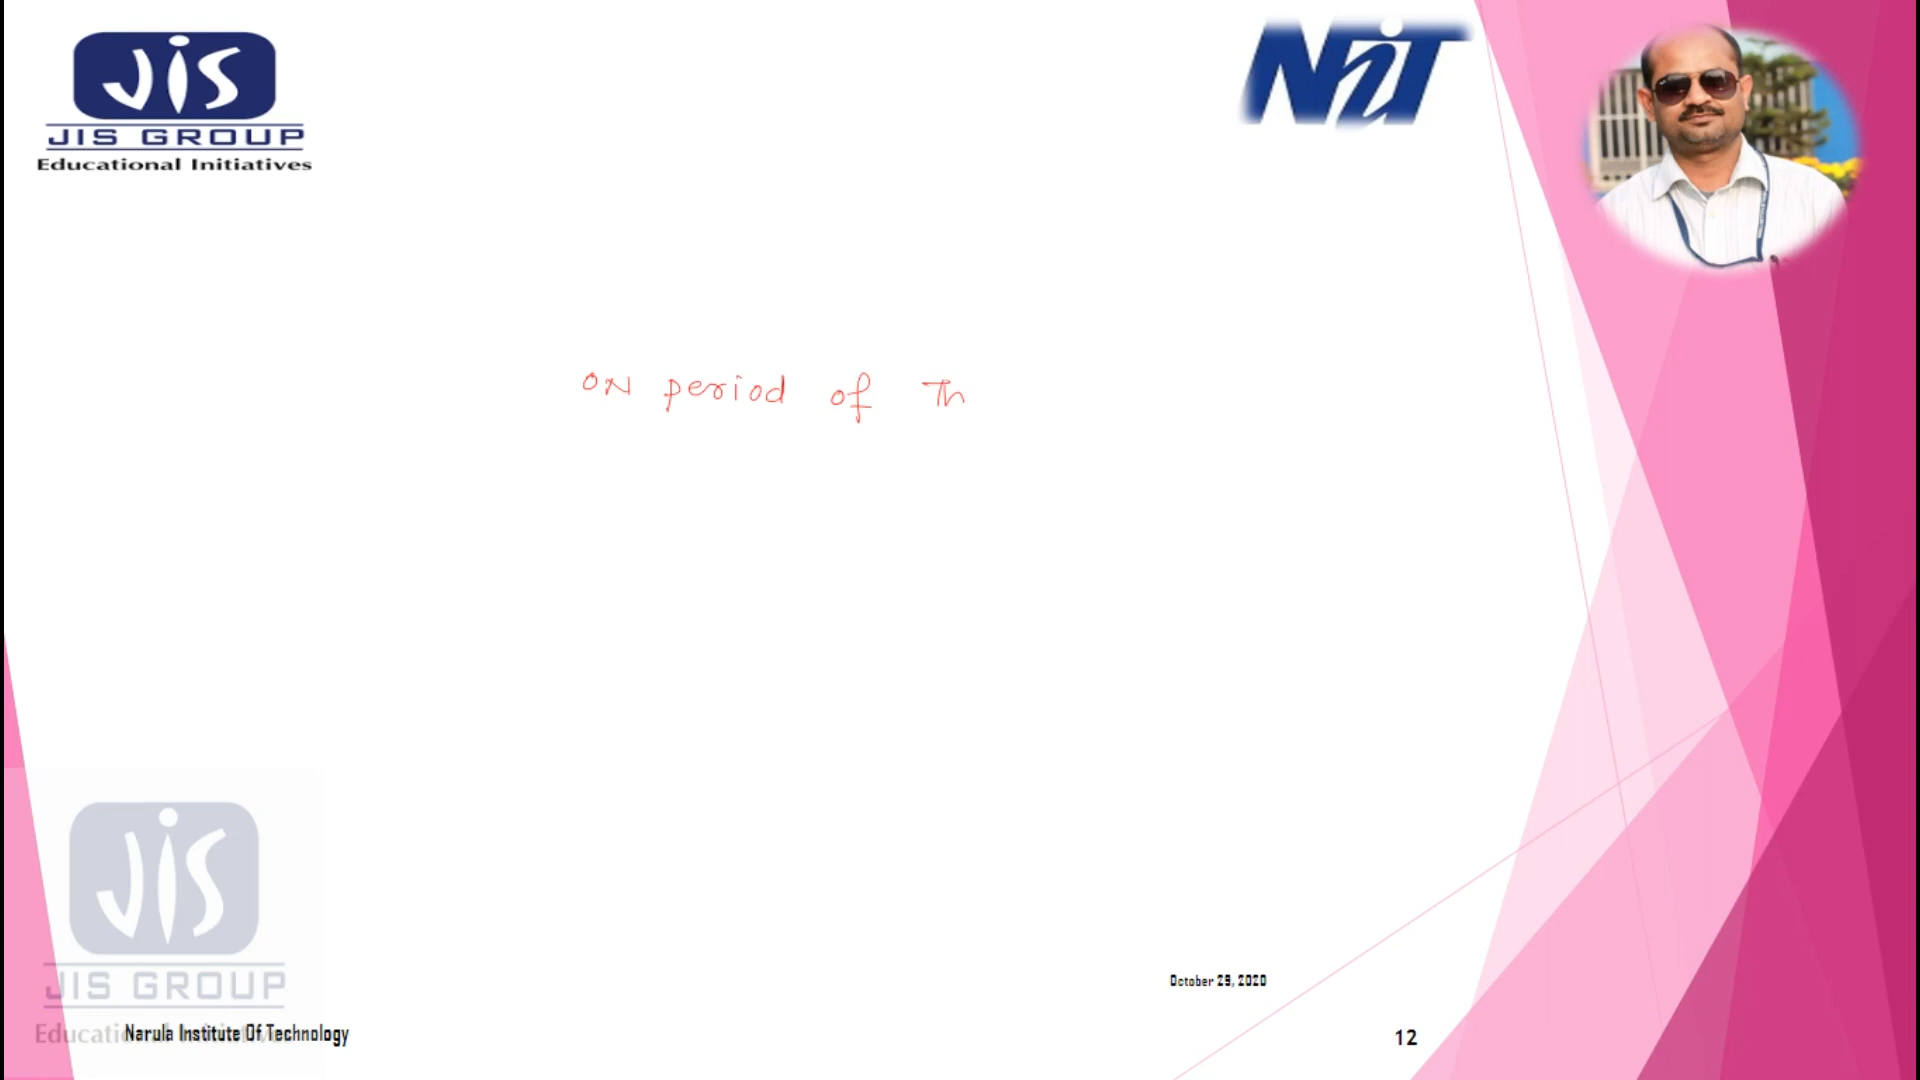 JIS
JIS GROUP
Educational Initiatives
NiT
ON period of Th
October 29, 2020
JIS
JIS GROUP
Narula Institute Of Technology
12